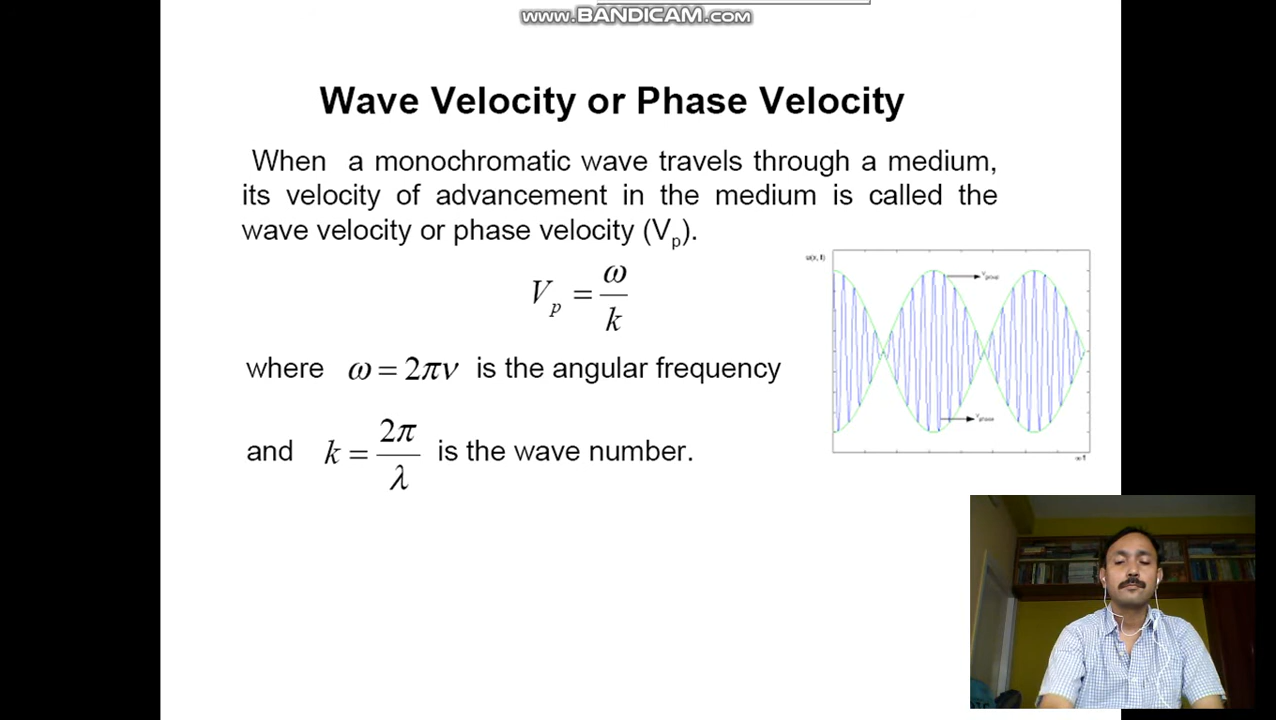 www.BANDICAM.com
Wave Velocity or Phase Velocity
When a monochromatic wave travels through a medium,
its velocity of advancement in the medium is called the
wave velocity or phase velocity (Vₚ).
Vₚ = ω/k
where ω = 2πν is the angular frequency
and k = 2π/λ is the wave number.
u(x, t)
V group
V phase